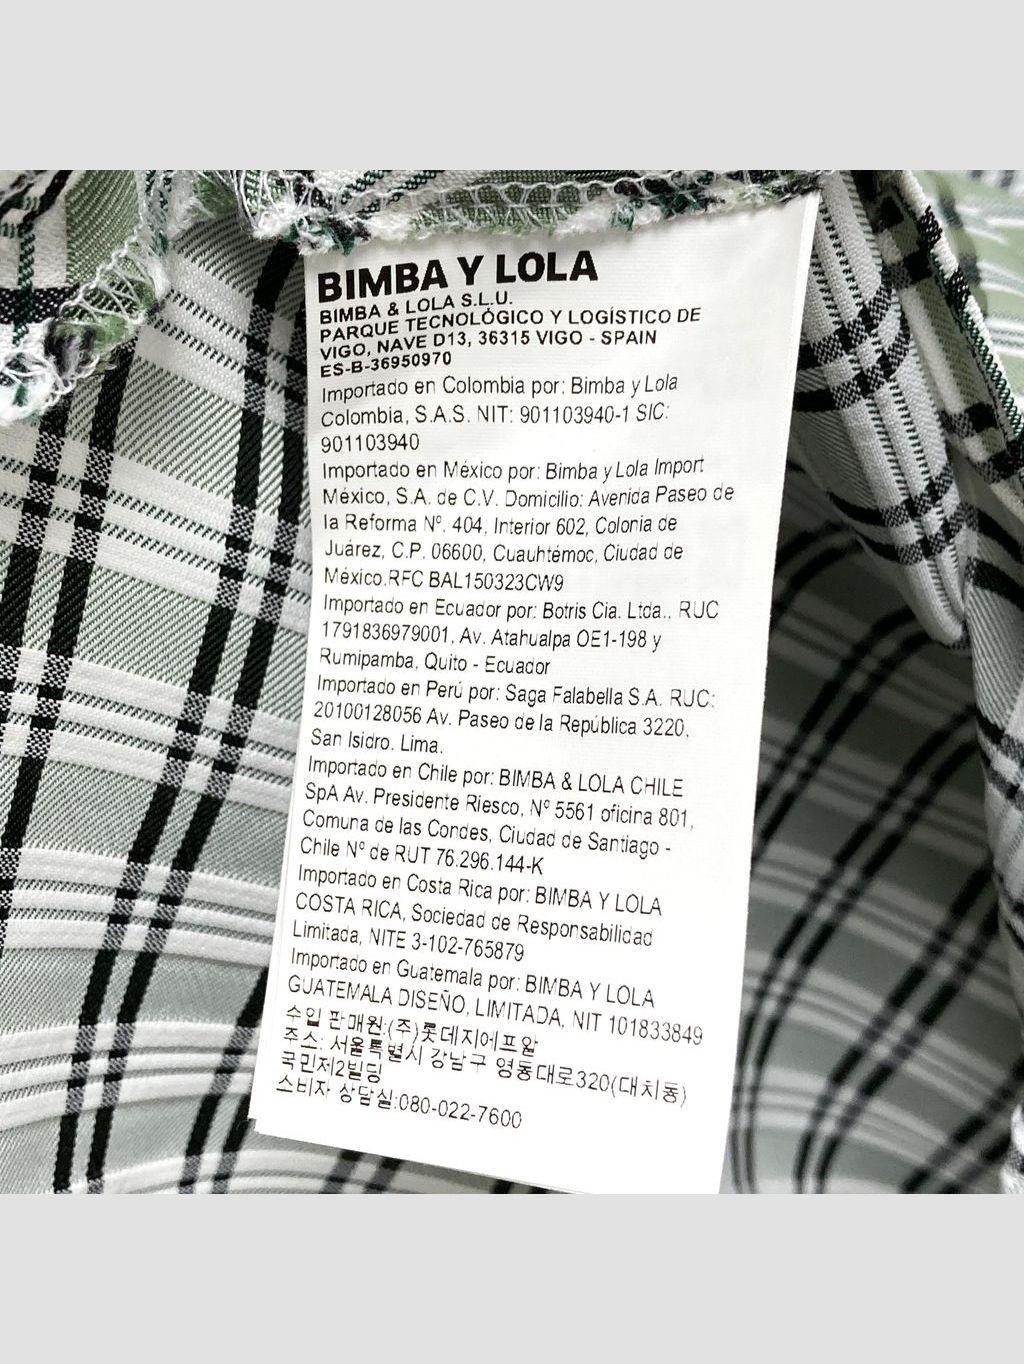 BIMBA Y LOLA
BIMBA & LOLA S.L.U.
PARQUE TECNOLÓGICO Y LOGÍSTICO DE
VIGO, NAVE D13, 36315 VIGO - SPAIN
ES-B-36950970
Importado en Colombia por: Bimba y Lola
Colombia, S.A.S. NIT: 901103940-1 SIC:
901103940
Importado en México por: Bimba y Lola Import
México, S.A. de C.V. Domicilio: Avenida Paseo de
la Reforma Nº. 404, Interior 602, Colonia de
Juárez, C.P. 06600, Cuauhtémoc, Ciudad de
México.RFC BAL150323CW9
Importado en Ecuador por: Botris Cia. Ltda.. RUC
1791836979001, Av. Atahualpa OE1-198 y
Rumipamba, Quito - Ecuador
Importado en Perú por: Saga Falabella S.A. RUC:
20100128056 Av. Paseo de la República 3220,
San Isidro. Lima.
Importado en Chile por: BIMBA & LOLA CHILE
SpA Av. Presidente Riesco, Nº 5561 oficina 801,
Comuna de las Condes, Ciudad de Santiago -
Chile Nº de RUT 76.296.144-K
Importado en Costa Rica por: BIMBA Y LOLA
COSTA RICA, Sociedad de Responsabilidad
Limitada, NITE 3-102-765879
Importado en Guatemala por: BIMBA Y LOLA
GUATEMALA DISEÑO, LIMITADA, NIT 101833849
수입 판매원:(주)롯데지에프알
주소: 서울특별시 강남구 영동대로320(대치동)
국민제2빌딩
소비자 상담실:080-022-7600